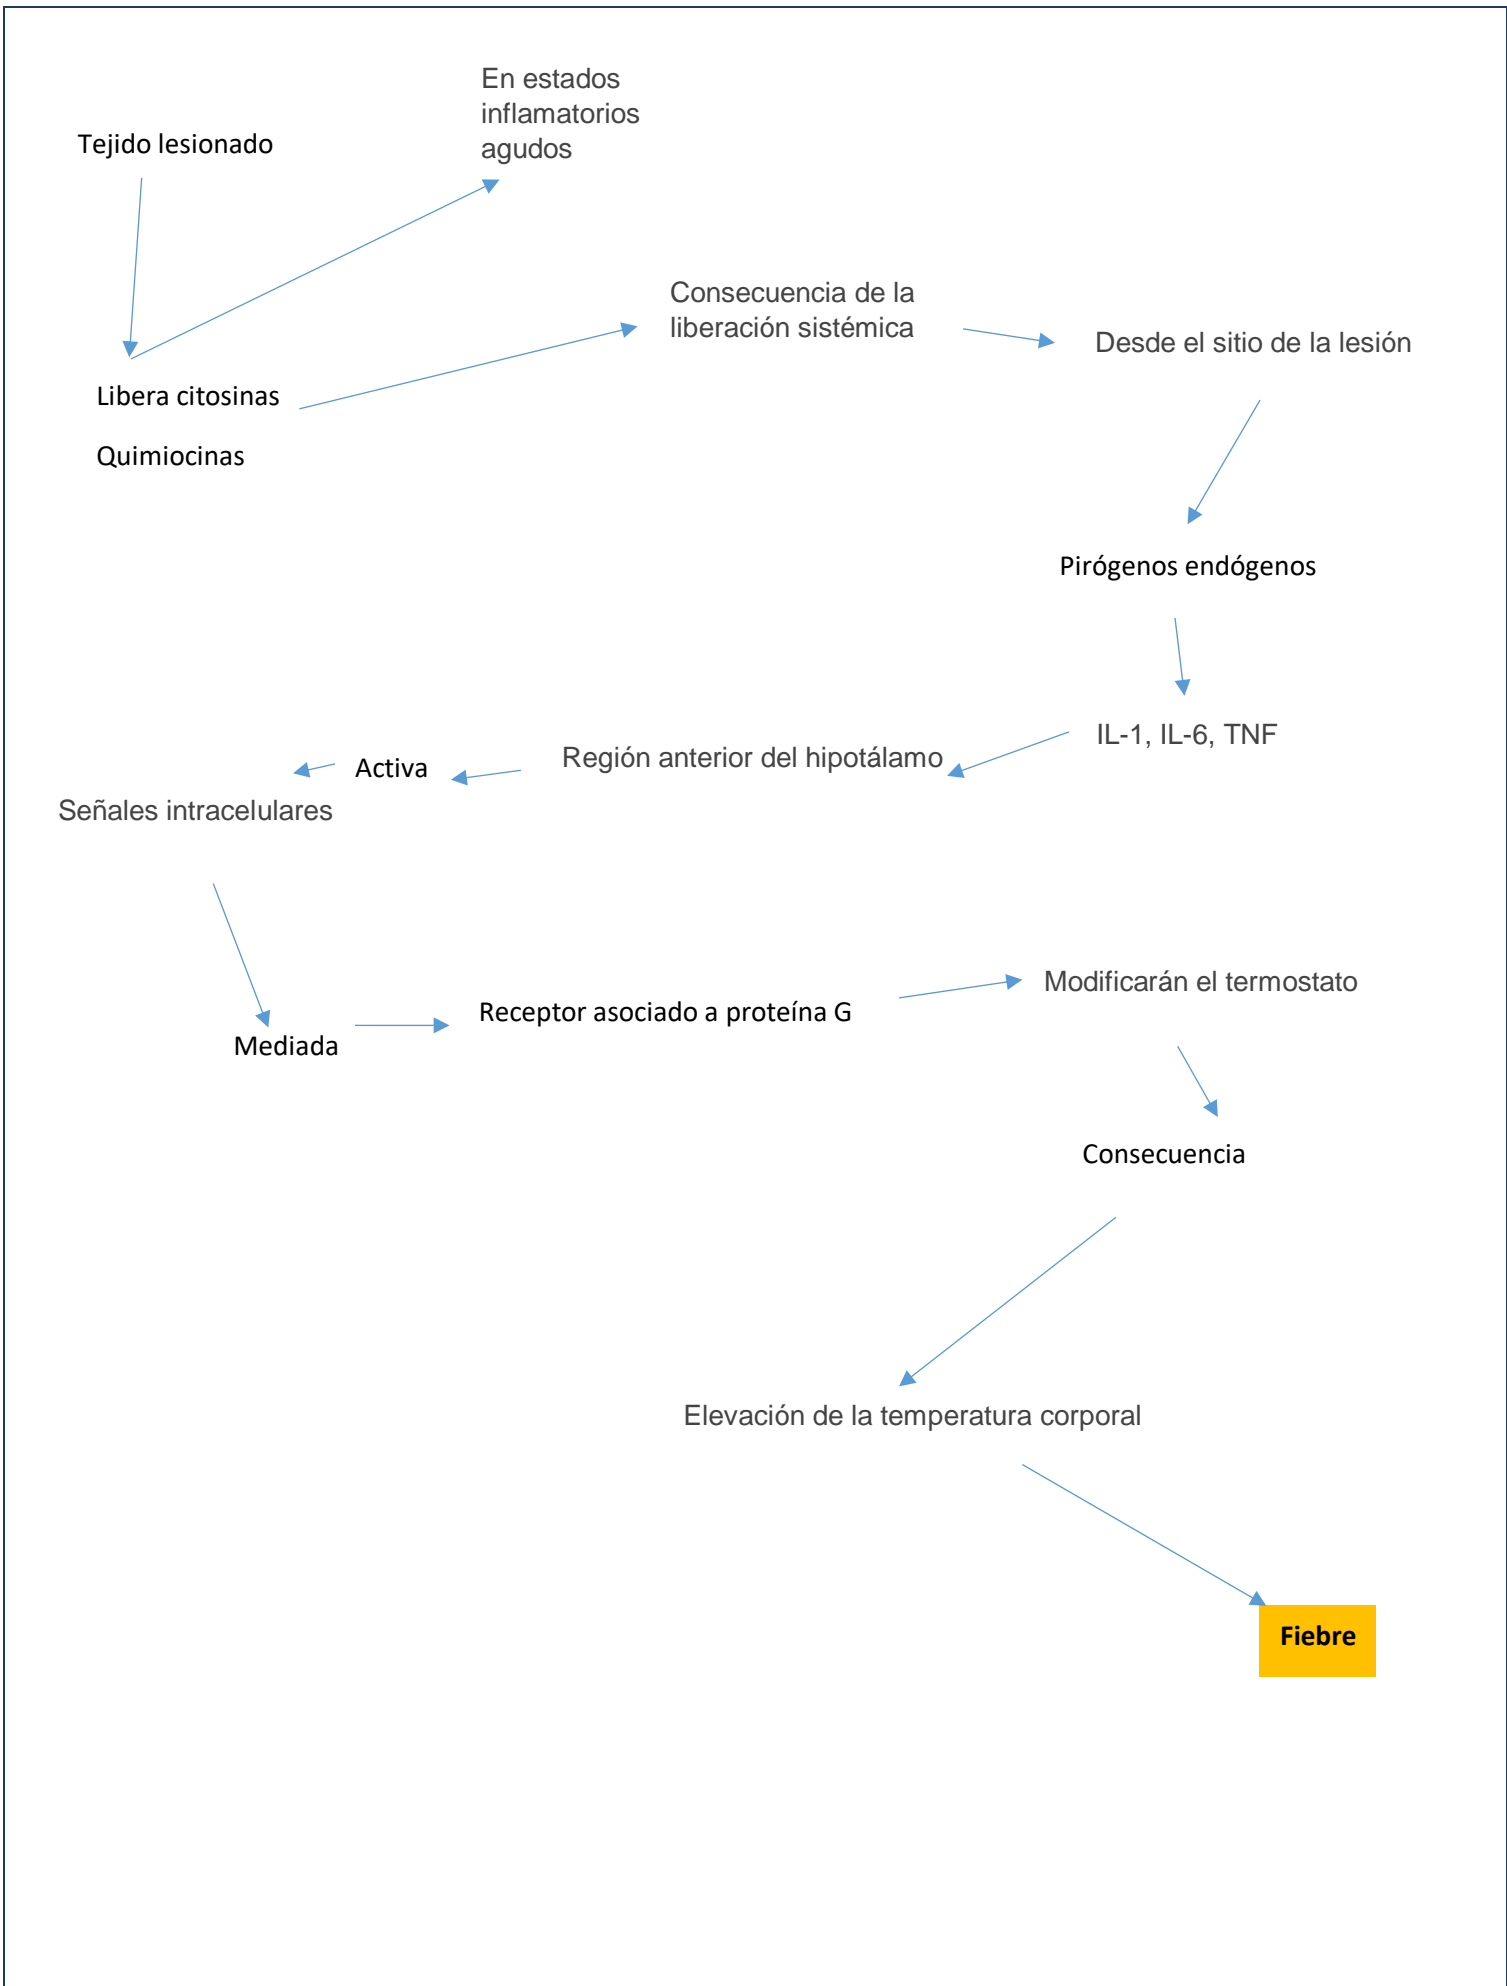 En estados
inflamatorios
agudos
Tejido lesionado
Consecuencia de la
liberación sistémica
Desde el sitio de la lesión
Libera citosinas
Quimiocinas
Pirógenos endógenos
IL-1, IL-6, TNF
Región anterior del hipotálamo
Activa
Señales intracelulares
Mediada
Receptor asociado a proteína G
Modificarán el termostato
Consecuencia
Elevación de la temperatura corporal
Fiebre